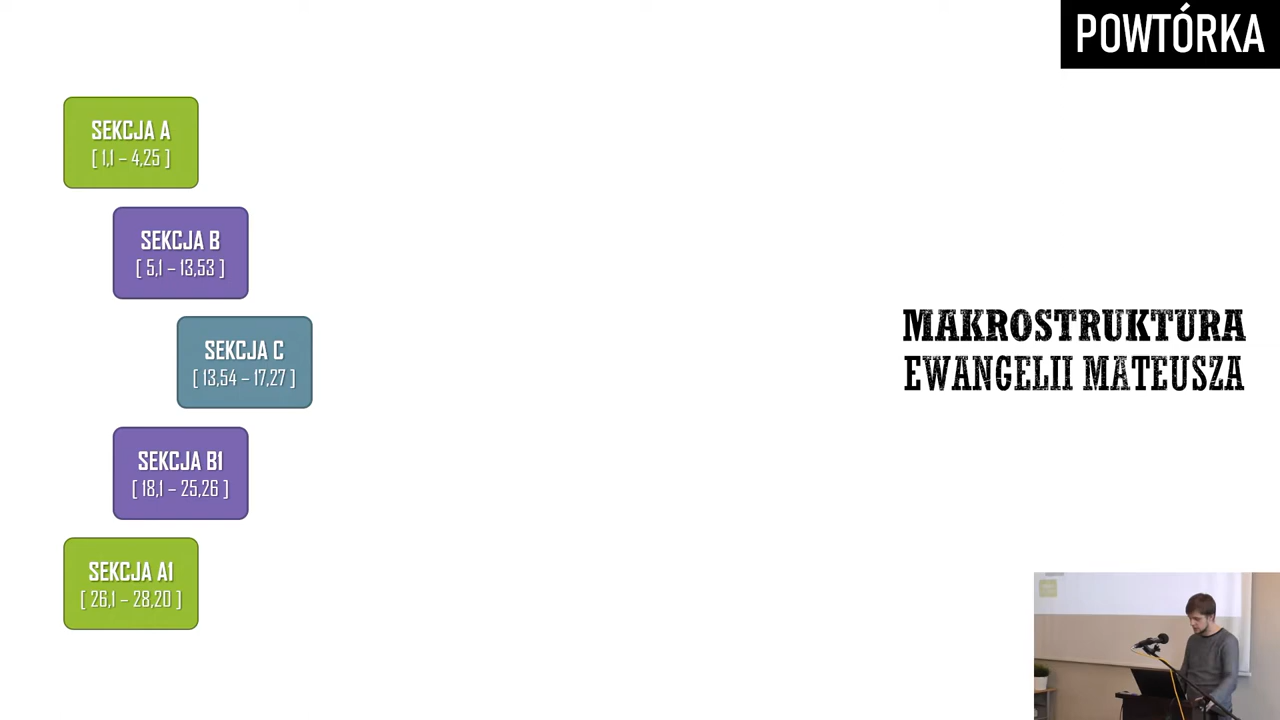 POWTÓRKA
SEKCJA A
[ 1,1 – 4,25 ]
SEKCJA B
[ 5,1 – 13,53 ]
SEKCJA C
[ 13,54 – 17,27 ]
SEKCJA B1
[ 18,1 – 25,26 ]
SEKCJA A1
[ 26,1 – 28,20 ]
MAKROSTRUKTURA
EWANGELII MATEUSZA